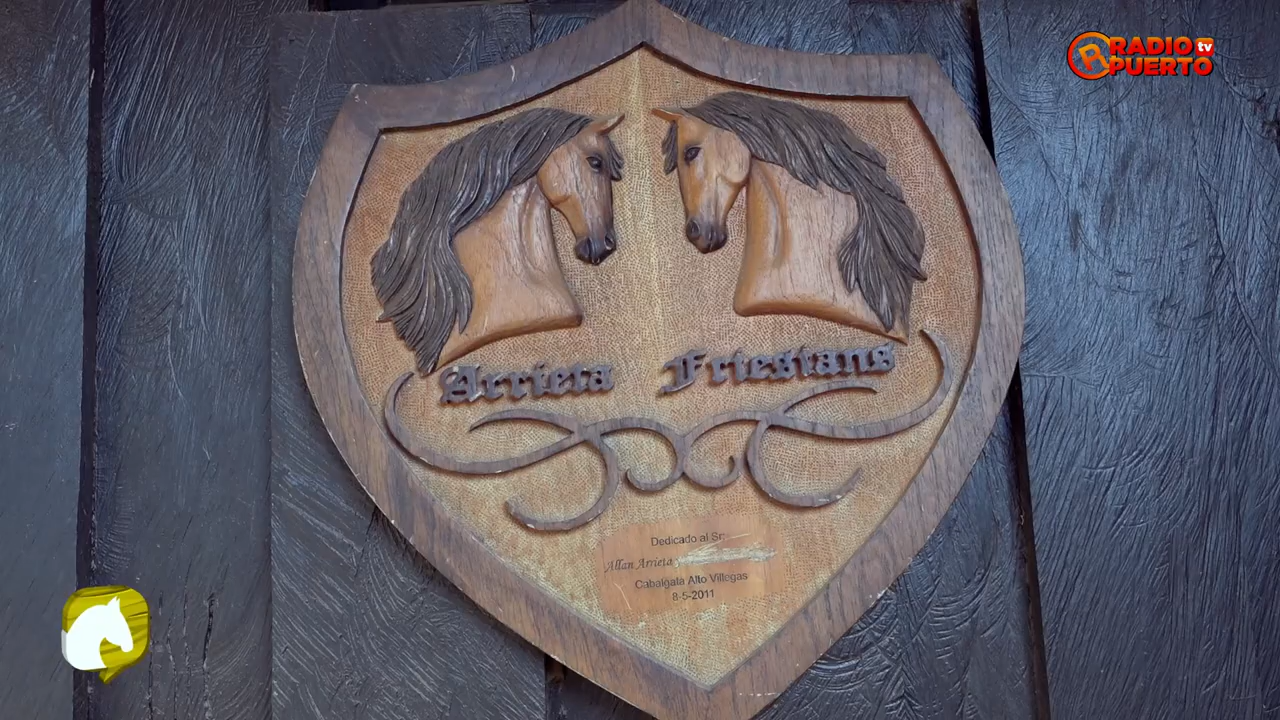 RADIO tv
PUERTO
Arrieta Friesians
Dedicado al Sr:
Allan Arrieta y
Cabalgata Alto Villegas
8-5-2011